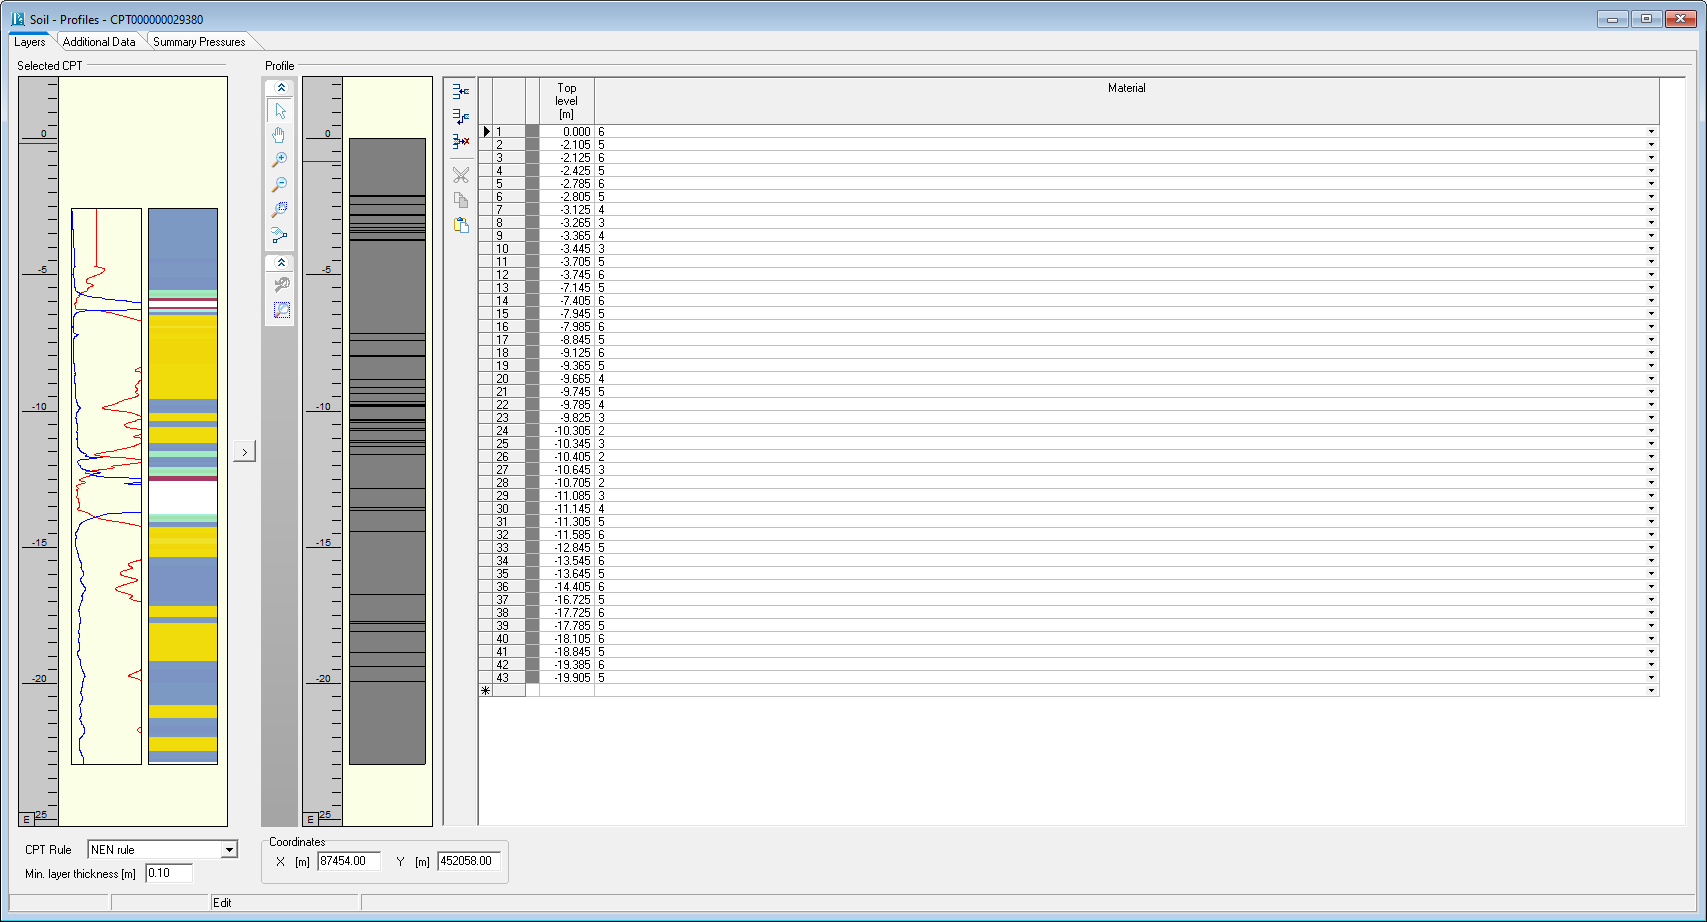 Soil - Profiles - CPT000000029380
Layers Additional Data Summary Pressures
Selected CPT
0
-5
-10
-15
-20
-25
E
>
CPT Rule NEN rule
Min. layer thickness [m] 0.10
Profile
0
-5
-10
-15
-20
-25
E
Coordinates
X [m] 87454.00 Y [m] 452058.00
Top level [m] Material
1 0.000 6
2 -2.105 5
3 -2.125 6
4 -2.425 5
5 -2.785 6
6 -2.805 5
7 -3.125 4
8 -3.265 3
9 -3.365 4
10 -3.445 3
11 -3.705 5
12 -3.745 6
13 -7.145 5
14 -7.405 6
15 -7.945 5
16 -7.985 6
17 -8.845 5
18 -9.125 6
19 -9.365 5
20 -9.665 4
21 -9.745 5
22 -9.785 4
23 -9.825 3
24 -10.305 2
25 -10.345 3
26 -10.405 2
27 -10.645 3
28 -10.705 2
29 -11.085 3
30 -11.145 4
31 -11.305 5
32 -11.585 6
33 -12.845 5
34 -13.545 6
35 -13.645 5
36 -14.405 6
37 -16.725 5
38 -17.725 6
39 -17.785 5
40 -18.105 6
41 -18.845 5
42 -19.385 6
43 -19.905 5
Edit